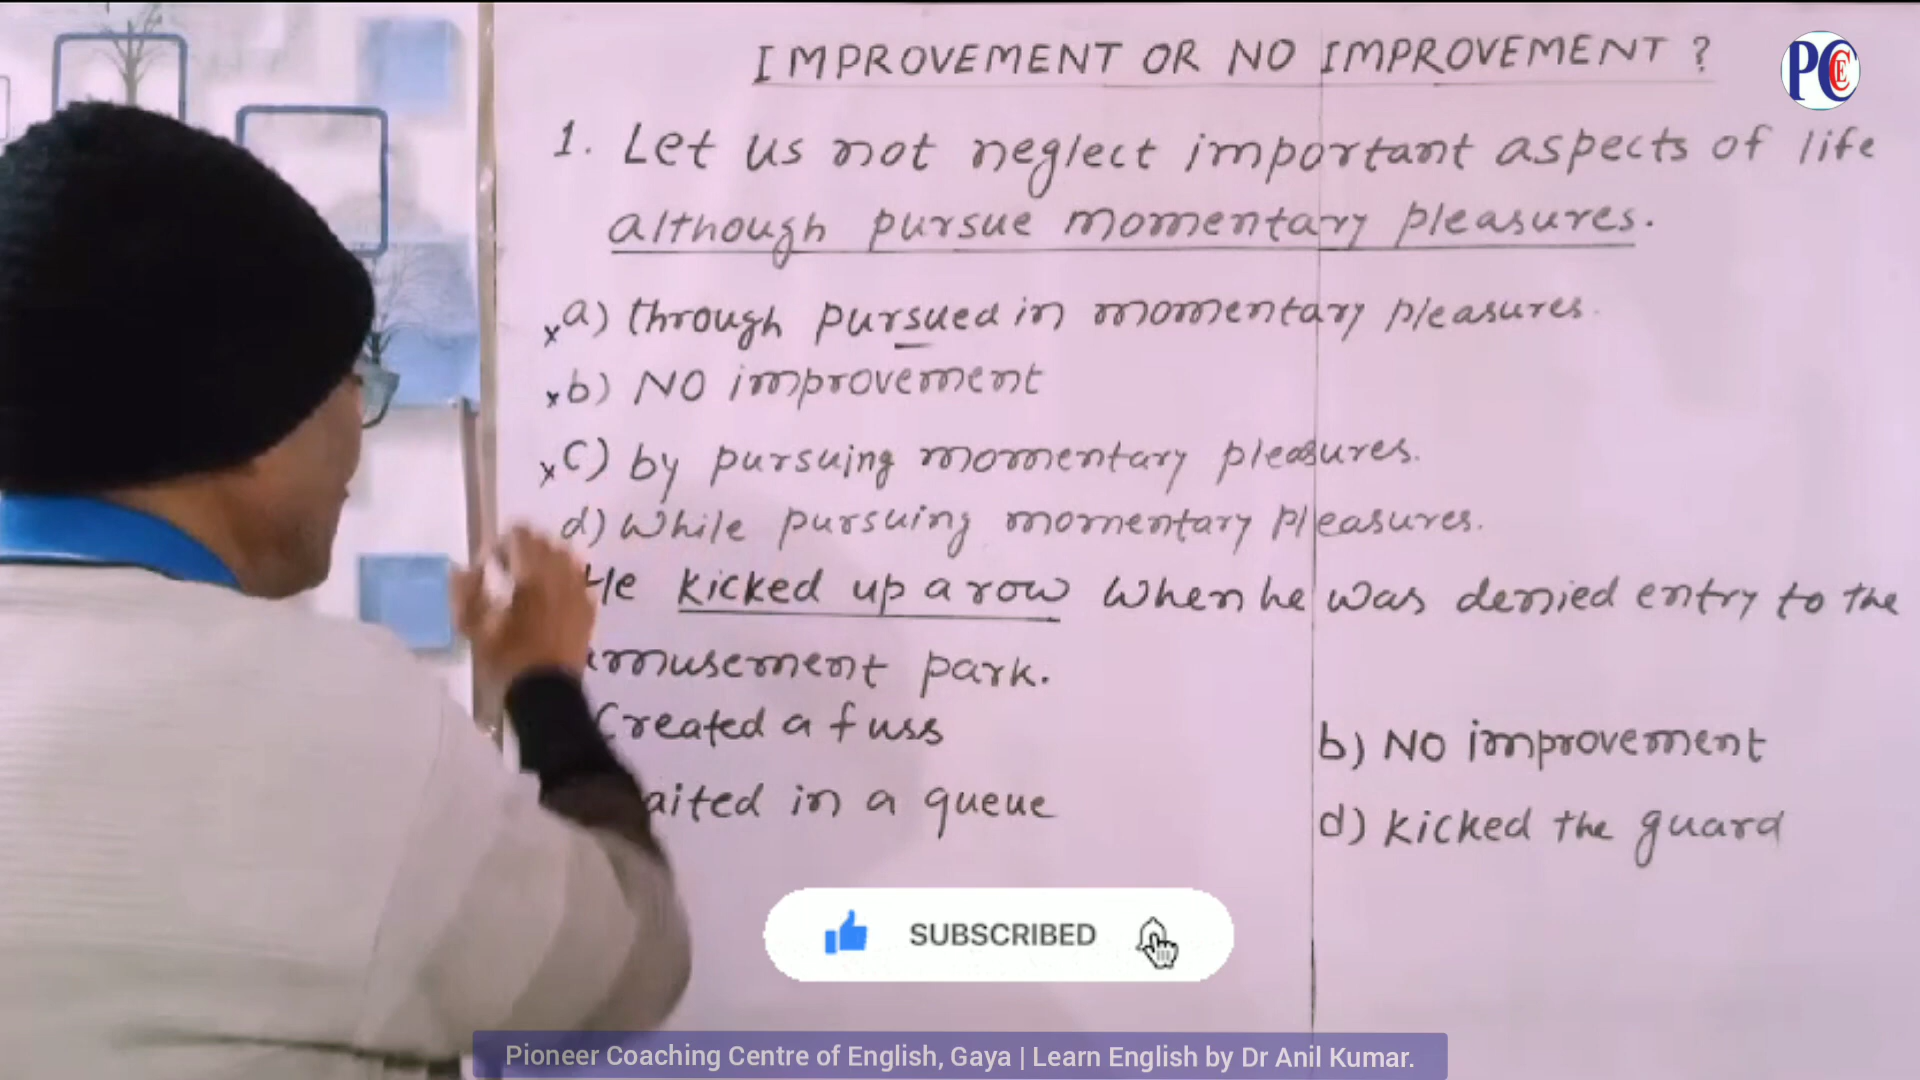 IMPROVEMENT OR NO IMPROVEMENT ?
PCE
1. Let us not neglect important aspects of life
although pursue momentary pleasures.
x a) through pursued in momentary pleasures.
x b) NO improvement
x c) by pursuing momentary pleasures.
d) While pursuing momentary pleasures.
He kicked up a row when he was denied entry to the
amusement park.
Created a fuss
b) NO improvement
aited in a queue
d) kicked the guard
SUBSCRIBED
Pioneer Coaching Centre of English, Gaya | Learn English by Dr Anil Kumar.